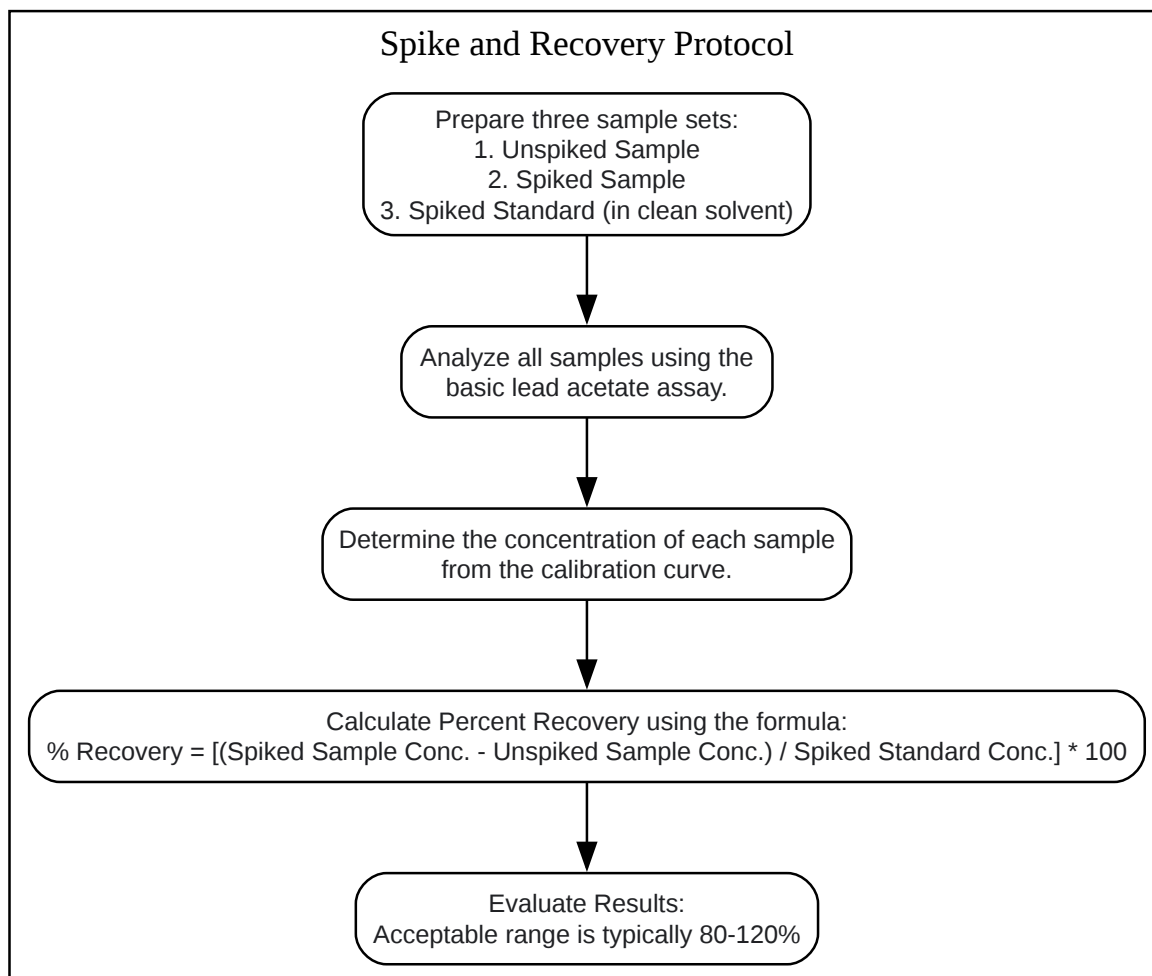 Spike and Recovery Protocol
Prepare three sample sets:
1. Unspiked Sample
2. Spiked Sample
3. Spiked Standard (in clean solvent)
Analyze all samples using the
basic lead acetate assay.
Determine the concentration of each sample
from the calibration curve.
Calculate Percent Recovery using the formula:
% Recovery = [(Spiked Sample Conc. - Unspiked Sample Conc.) / Spiked Standard Conc.] * 100
Evaluate Results:
Acceptable range is typically 80-120%